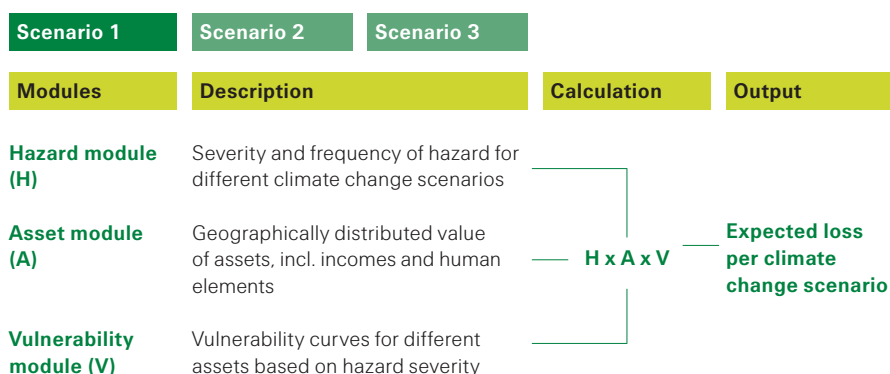 Scenario 1
Scenario 2
Scenario 3
Modules
Description
Calculation
Output
Hazard module
(H)
Severity and frequency of hazard for
different climate change scenarios
Asset module
(A)
Geographically distributed value
of assets, incl. incomes and human
elements
H x A x V
Expected loss
per climate
change scenario
Vulnerability
module (V)
Vulnerability curves for different
assets based on hazard severity